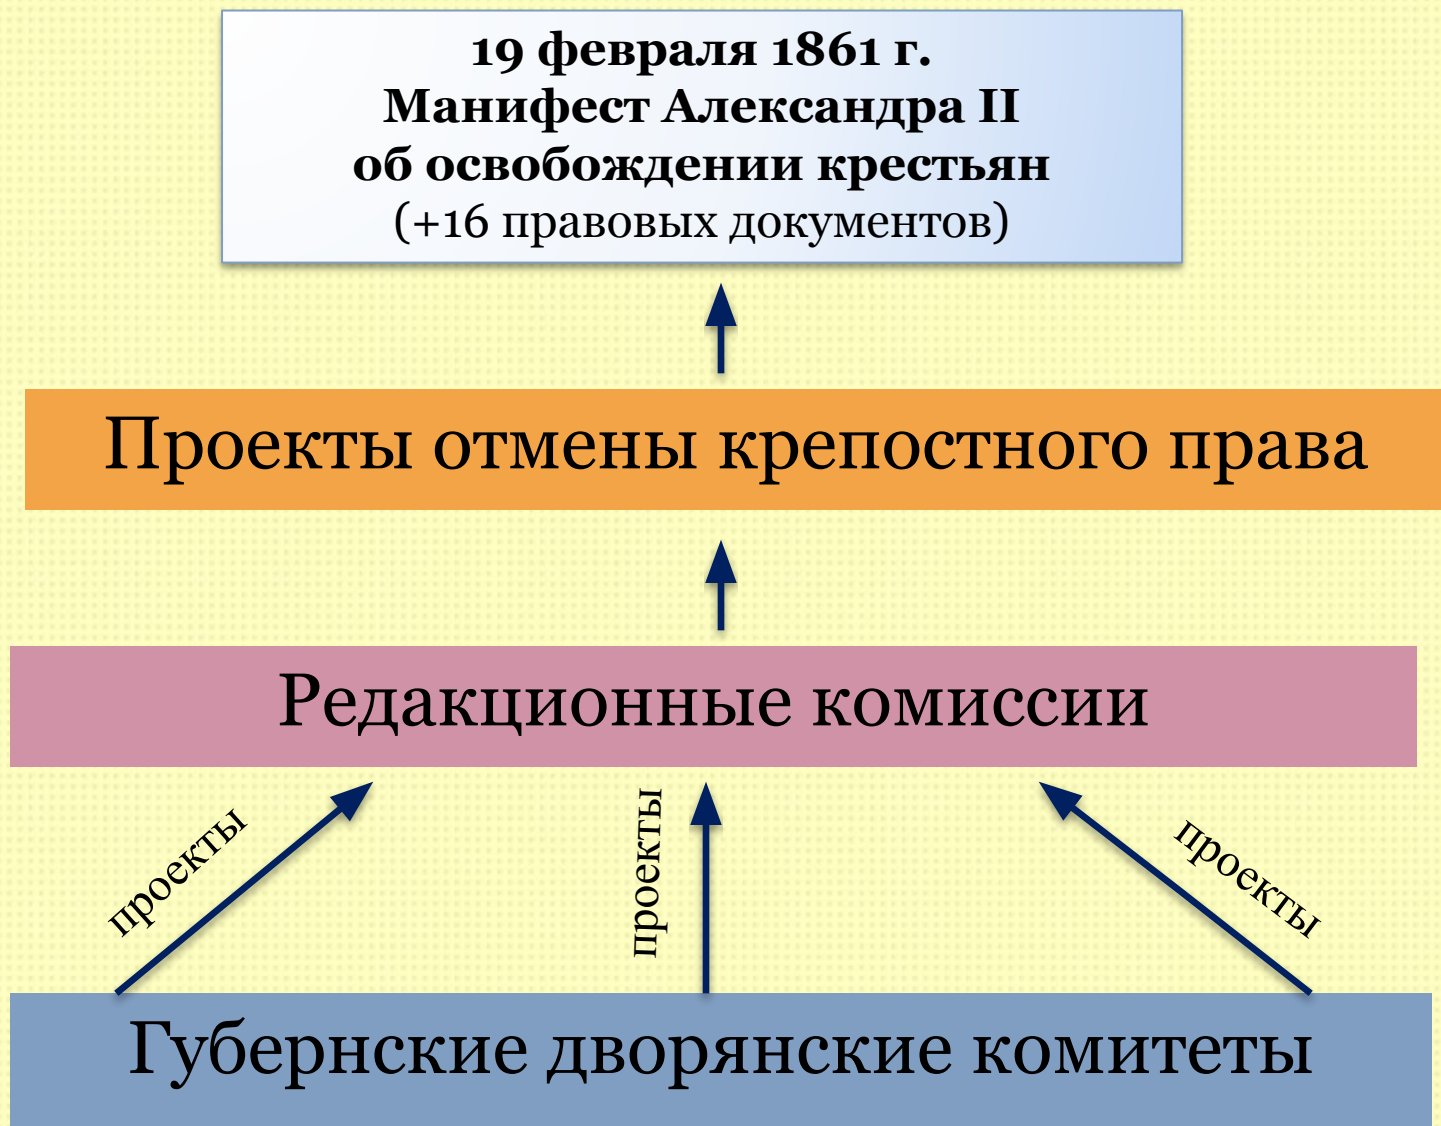 19 февраля 1861 г.
Манифест Александра II
об освобождении крестьян
(+16 правовых документов)
Проекты отмены крепостного права
Редакционные комиссии
проекты
проекты
проекты
Губернские дворянские комитеты